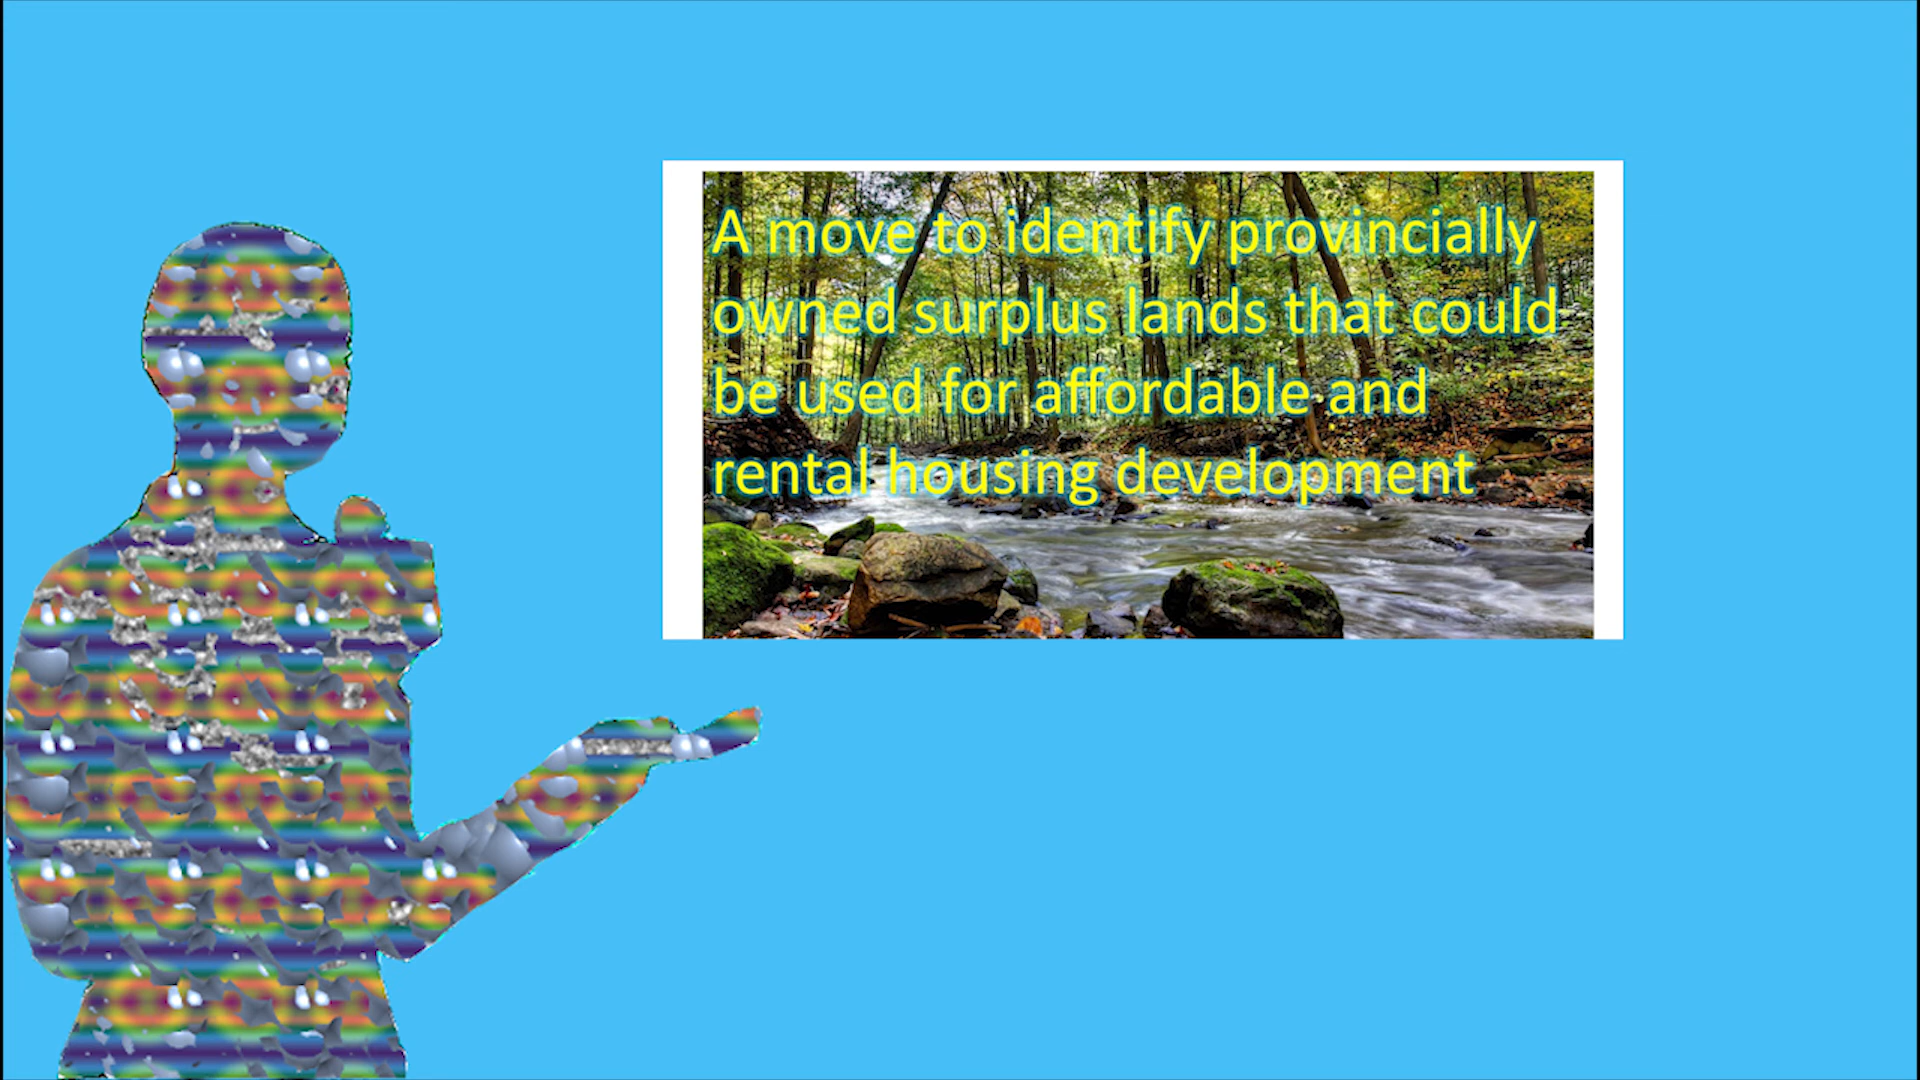 A move to identify provincially
owned surplus lands that could
be used for affordable and
rental housing development